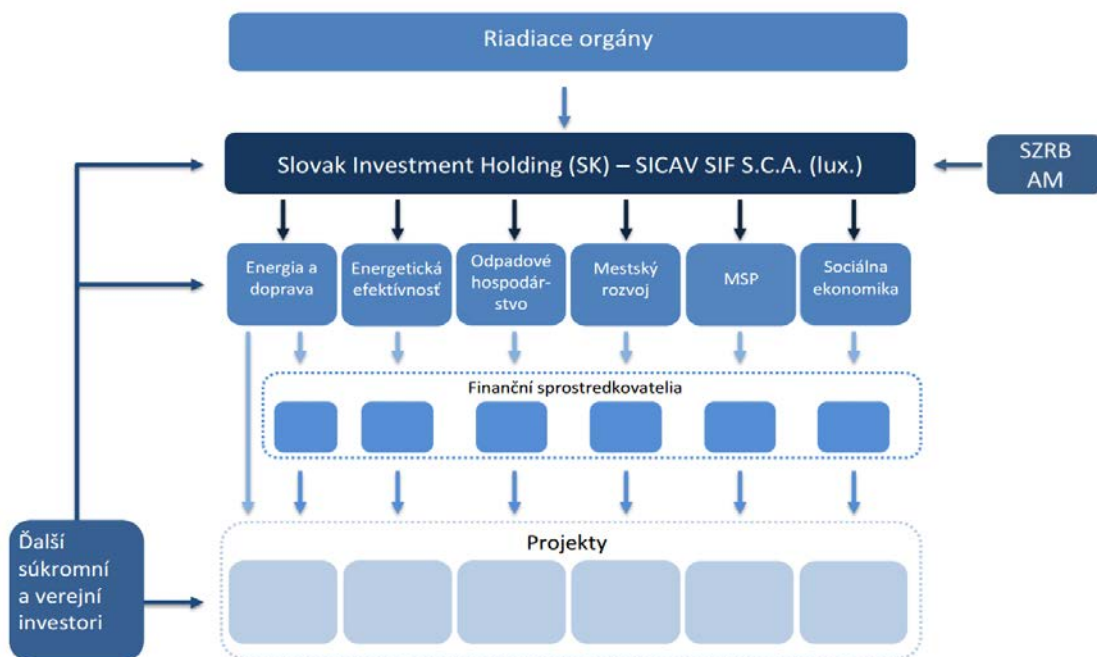 Riadiace orgány
Slovak Investment Holding (SK) – SICAV SIF S.C.A. (lux.)
SZRB
AM
Energia a
doprava
Energetická
efektívnosť
Odpadové
hospodár-
stvo
Mestský
rozvoj
MSP
Sociálna
ekonomika
Finanční sprostredkovatelia
Projekty
Ďalší
súkromní
a verejní
investori